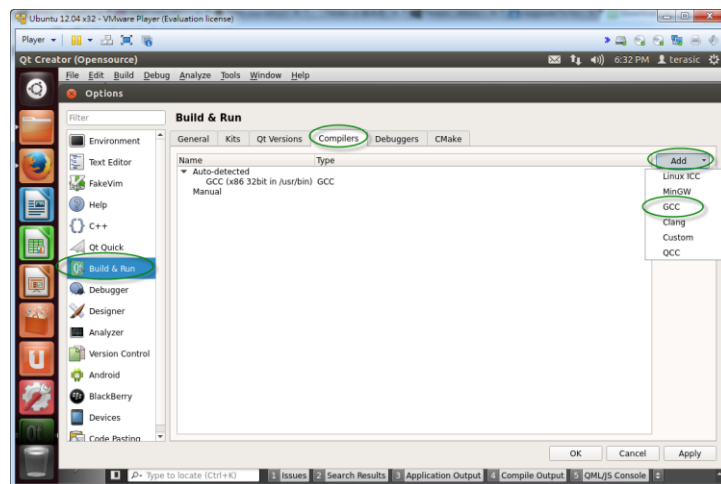 Ubuntu 12.04 x32 - VMware Player (Evaluation license)
Player
Qt Creator (Opensource)
6:32 PM
terasic
File Edit Build Debug Analyze Tools Window Help
Options
Filter
Build & Run
Environment
Text Editor
FakeVim
Help
C++
Qt Quick
Build & Run
Debugger
Designer
Analyzer
Version Control
Android
BlackBerry
Devices
Code Pasting
General Kits Qt Versions Compilers Debuggers CMake
Name Type
Auto-detected
GCC (x86 32bit in /usr/bin) GCC
Manual
Add
Linux ICC
MinGW
GCC
Clang
Custom
QCC
OK Cancel Apply
Type to locate (Ctrl+K)
1 Issues 2 Search Results 3 Application Output 4 Compile Output 5 QML/JS Console